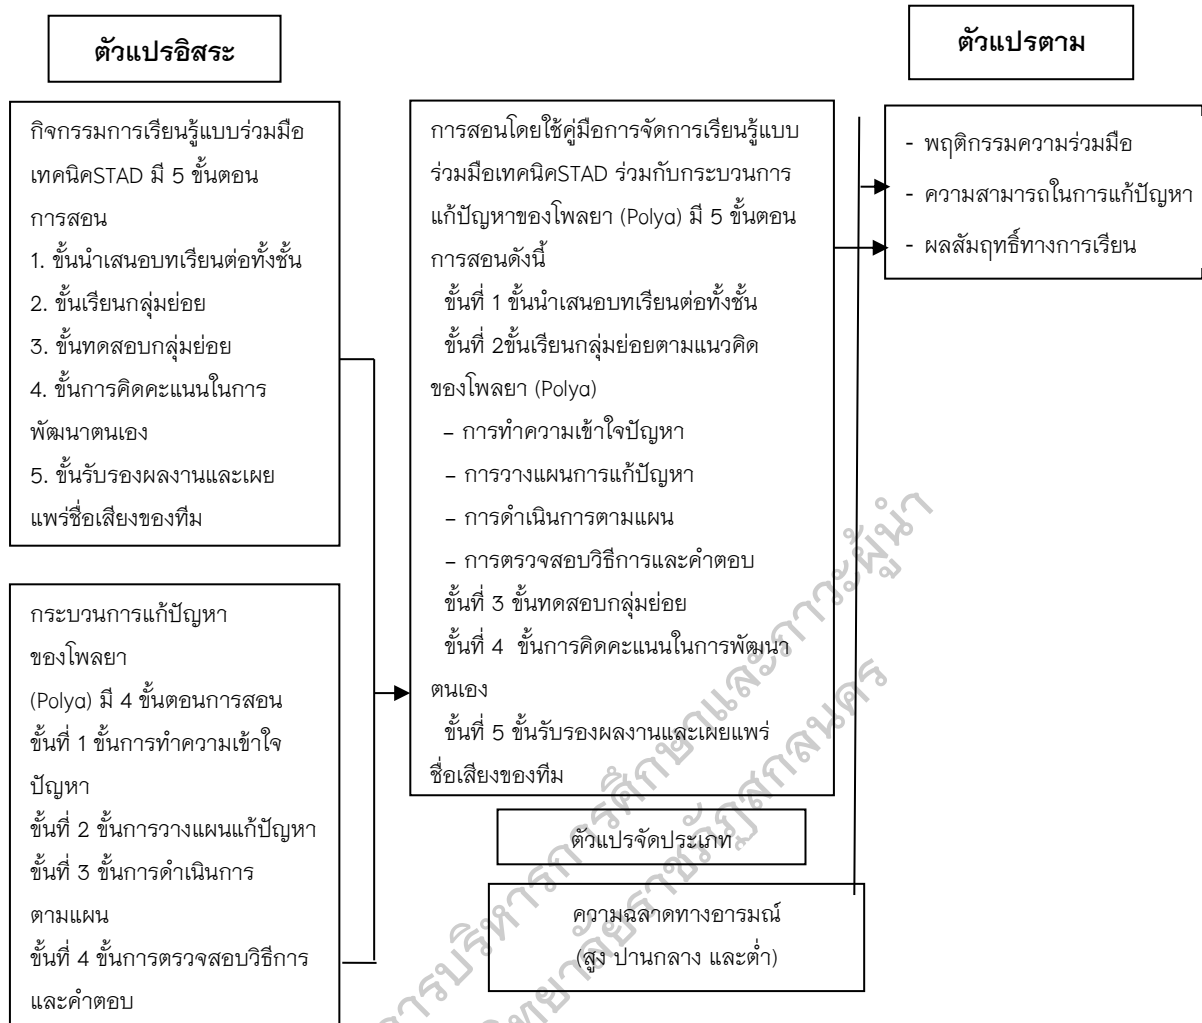 ตัวแปรอิสระ
กิจกรรมการเรียนรู้แบบร่วมมือ
เทคนิคSTAD มี 5 ขั้นตอน
การสอน
1. ขั้นนำเสนอบทเรียนต่อทั้งชั้น
2. ขั้นเรียนกลุ่มย่อย
3. ขั้นทดสอบกลุ่มย่อย
4. ขั้นการคิดคะแนนในการ
พัฒนาตนเอง
5. ขั้นรับรองผลงานและเผย
แพร่ชื่อเสียงของทีม
กระบวนการแก้ปัญหา
ของโพลยา
(Polya) มี 4 ขั้นตอนการสอน
ขั้นที่ 1 ขั้นการทำความเข้าใจ
ปัญหา
ขั้นที่ 2 ขั้นการวางแผนแก้ปัญหา
ขั้นที่ 3 ขั้นการดำเนินการ
ตามแผน
ขั้นที่ 4 ขั้นการตรวจสอบวิธีการ
และคำตอบ
การสอนโดยใช้คู่มือการจัดการเรียนรู้แบบ
ร่วมมือเทคนิคSTAD ร่วมกับกระบวนการ
แก้ปัญหาของโพลยา (Polya) มี 5 ขั้นตอน
การสอนดังนี้
ขั้นที่ 1 ขั้นนำเสนอบทเรียนต่อทั้งชั้น
ขั้นที่ 2ขั้นเรียนกลุ่มย่อยตามแนวคิด
ของโพลยา (Polya)
– การทำความเข้าใจปัญหา
– การวางแผนการแก้ปัญหา
– การดำเนินการตามแผน
– การตรวจสอบวิธีการและคำตอบ
ขั้นที่ 3 ขั้นทดสอบกลุ่มย่อย
ขั้นที่ 4 ขั้นการคิดคะแนนในการพัฒนา
ตนเอง
ขั้นที่ 5 ขั้นรับรองผลงานและเผยแพร่
ชื่อเสียงของทีม
ตัวแปรจัดประเภท
ความฉลาดทางอารมณ์
(สูง ปานกลาง และต่ำ)
ตัวแปรตาม
- พฤติกรรมความร่วมมือ
- ความสามารถในการแก้ปัญหา
- ผลสัมฤทธิ์ทางการเรียน
การบริหารการศึกษาและภาวะผู้นำ
ราชภัฏสกลนคร